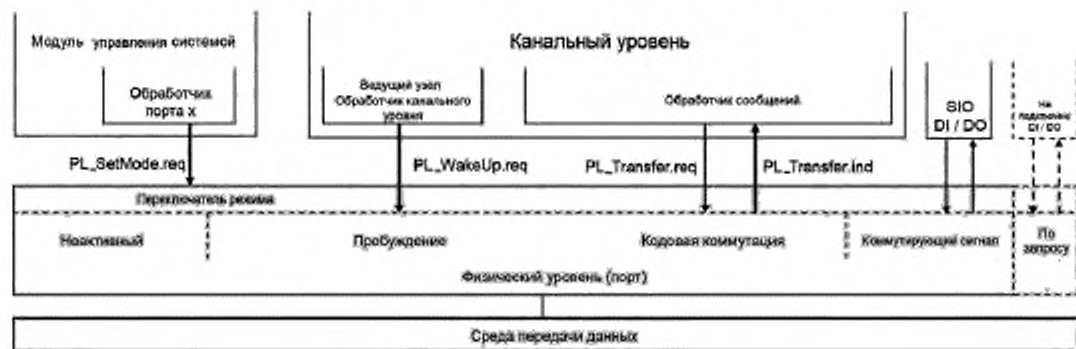 Модуль управления системой
Канальный уровень
Обработчик
порта x
Ведущий узел
Обработчик канального
уровня
Обработчик сообщений
SIO
DI / DO
DI / DO
PL_SetMode.req
PL_WakeUp.req
PL_Transfer.req
PL_Transfer.ind
Переключатель режима
Неактивный
Пробуждение
Кодовая коммутация
Коммутирующий сигнал
По
запросу
Физический уровень (порт)
Среда передачи данных